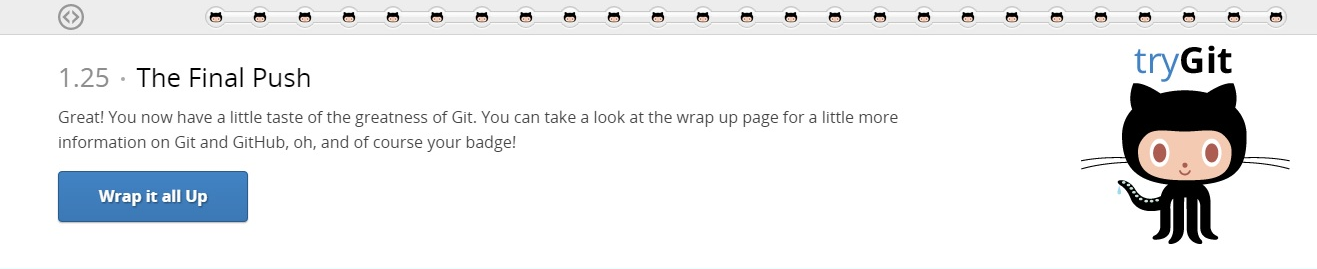 tryGit
1.25 · The Final Push
Great! You now have a little taste of the greatness of Git. You can take a look at the wrap up page for a little more
information on Git and GitHub, oh, and of course your badge!
Wrap it all Up